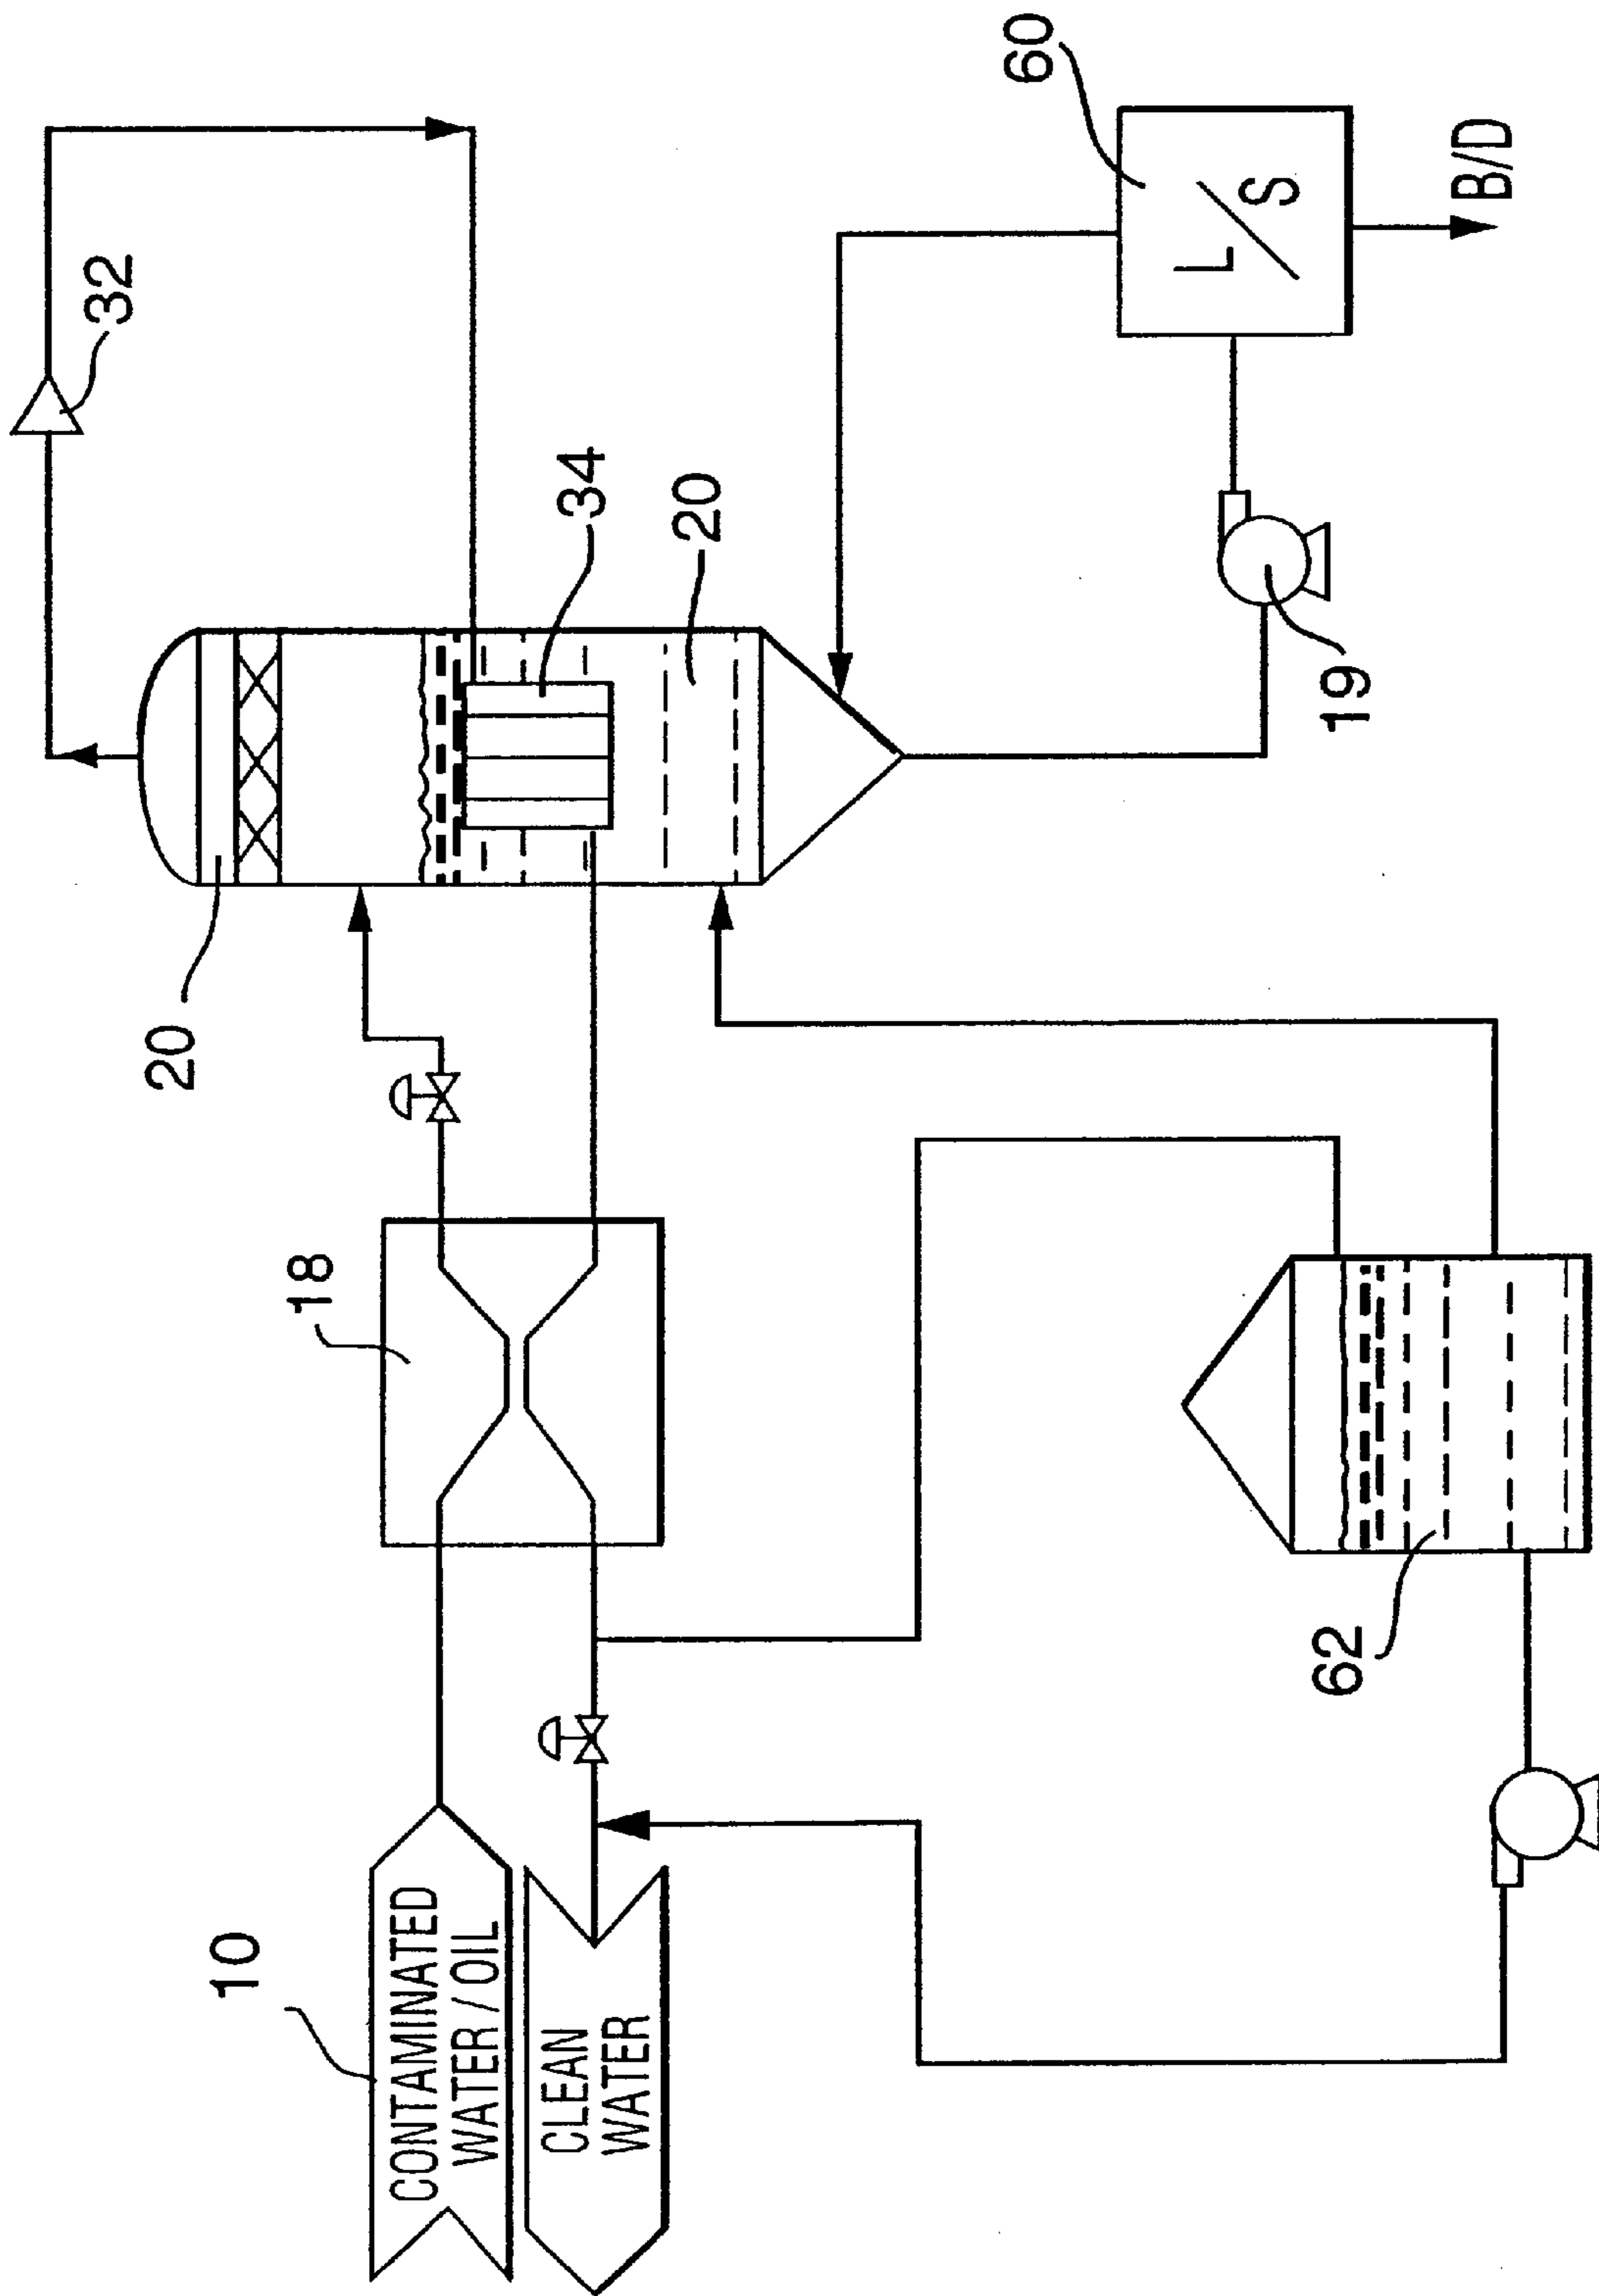 10
CONTAMINATED
WATER / OIL
CLEAN
WATER
18
20
32
34
20
62
19
60
L/S
B/D